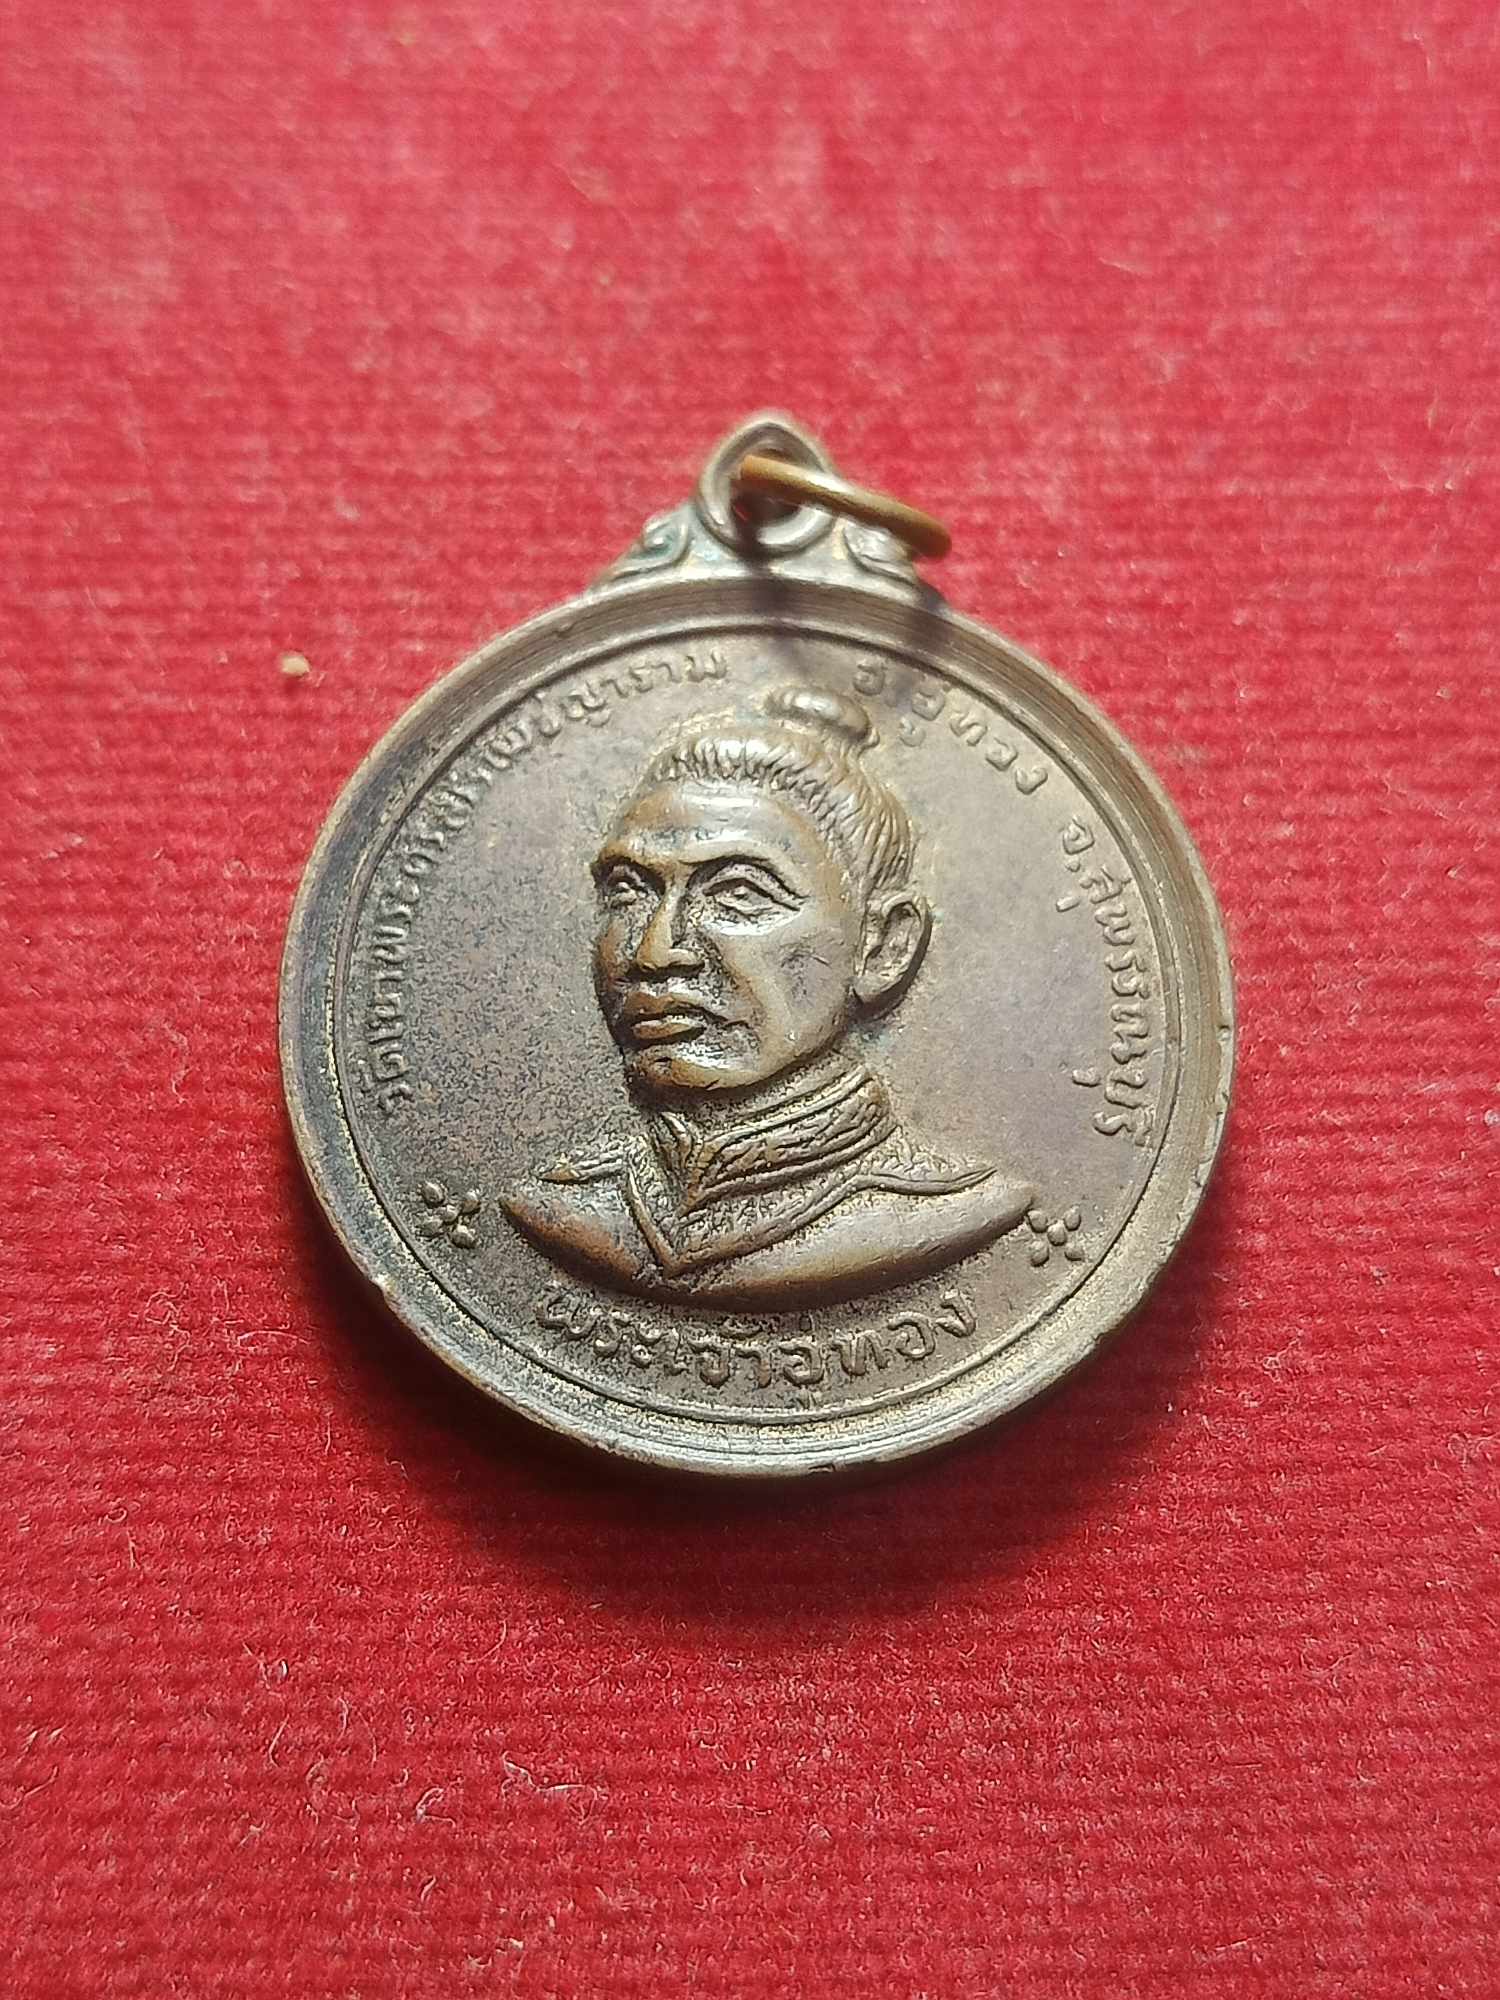 วัดเขาพระศรีสรรเพชญาราม อ.อู่ทอง จ.สุพรรณบุรี
พระเจ้าอู่ทอง